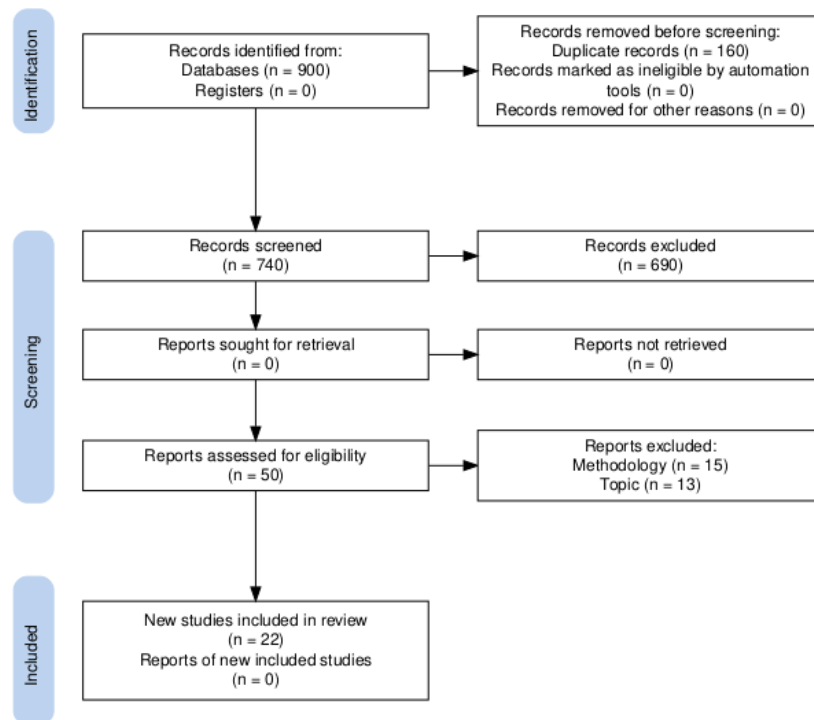 Identification
Records identified from:
Databases (n = 900)
Registers (n = 0)
Records removed before screening:
Duplicate records (n = 160)
Records marked as ineligible by automation
tools (n = 0)
Records removed for other reasons (n = 0)
Screening
Records screened
(n = 740)
Records excluded
(n = 690)
Reports sought for retrieval
(n = 0)
Reports not retrieved
(n = 0)
Reports assessed for eligibility
(n = 50)
Reports excluded:
Methodology (n = 15)
Topic (n = 13)
Included
New studies included in review
(n = 22)
Reports of new included studies
(n = 0)